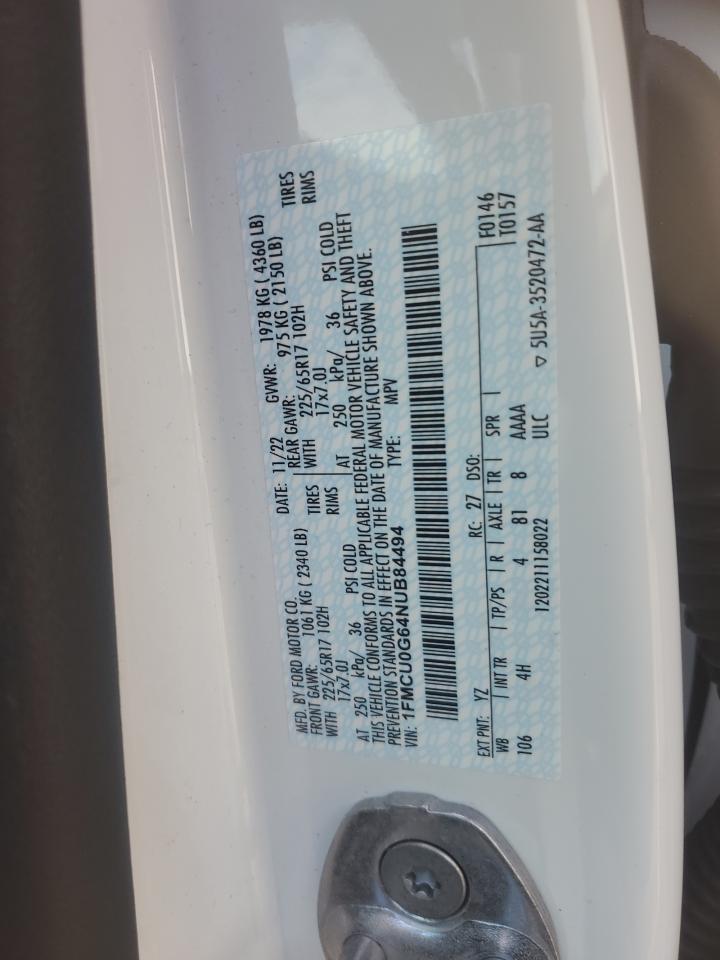 MFD. BY FORD MOTOR CO. DATE: 11/22 GVWR: 1978 KG ( 4360 LB)
FRONT GAWR: 1061 KG ( 2340 LB) REAR GAWR: 975 KG ( 2150 LB)
WITH 225/65R17 102H TIRES WITH 225/65R17 102H TIRES
17x7.0J RIMS 17x7.0J RIMS
AT 250 kPa/ 36 PSI COLD AT 250 kPa/ 36 PSI COLD
THIS VEHICLE CONFORMS TO ALL APPLICABLE FEDERAL MOTOR VEHICLE SAFETY AND THEFT
PREVENTION STANDARDS IN EFFECT ON THE DATE OF MANUFACTURE SHOWN ABOVE.
VIN: 1FMCU0G64NUB84494 TYPE: MPV
EXT PNT: YZ RC: 27 DSO: F0146
WB INT TR TP/PS R AXLE TR SPR T0157
106 4H 4 81 8 AAAA
1202211158022 ULC ▽ 5U5A-3520472-AA